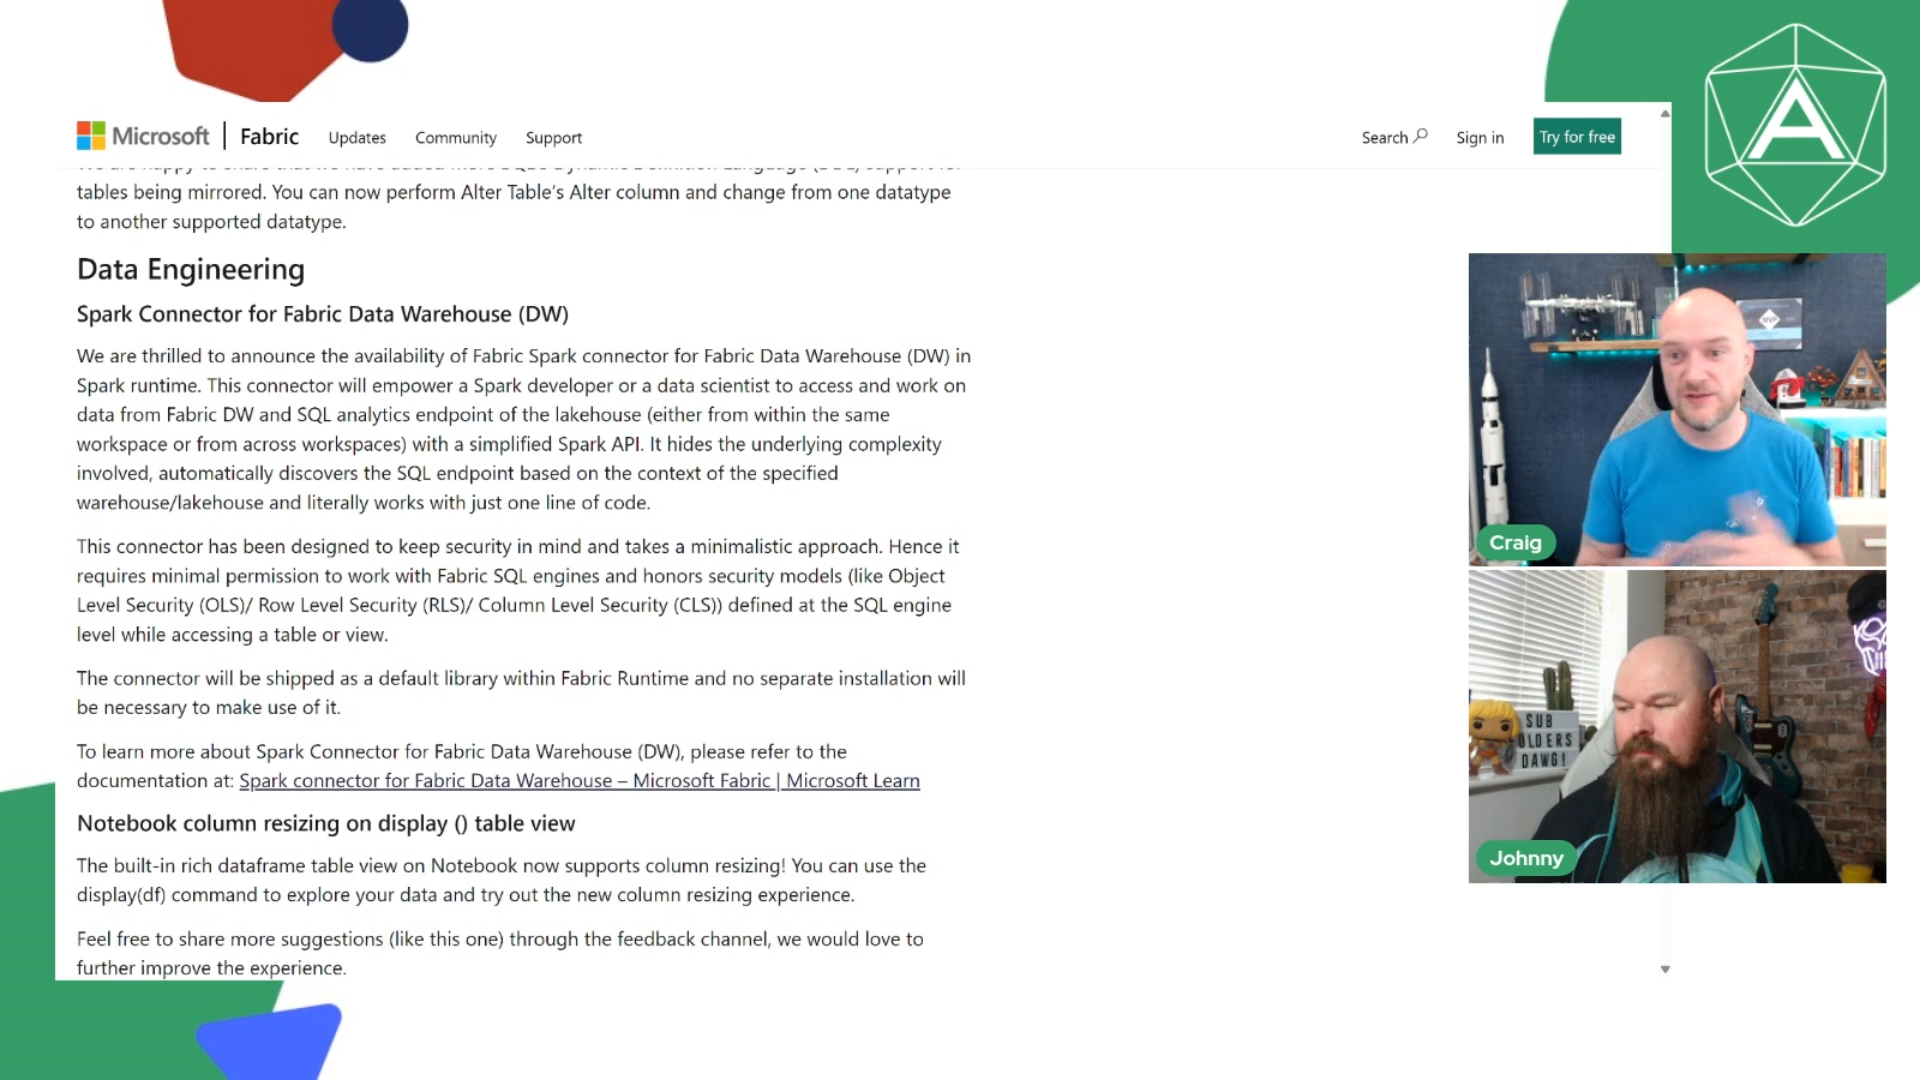 Microsoft | Fabric Updates Community Support Search Sign in Try for free
A
tables being mirrored. You can now perform Alter Table’s Alter column and change from one datatype
to another supported datatype.
Data Engineering
Spark Connector for Fabric Data Warehouse (DW)
We are thrilled to announce the availability of Fabric Spark connector for Fabric Data Warehouse (DW) in
Spark runtime. This connector will empower a Spark developer or a data scientist to access and work on
data from Fabric DW and SQL analytics endpoint of the lakehouse (either from within the same
workspace or from across workspaces) with a simplified Spark API. It hides the underlying complexity
involved, automatically discovers the SQL endpoint based on the context of the specified
warehouse/lakehouse and literally works with just one line of code.
This connector has been designed to keep security in mind and takes a minimalistic approach. Hence it
requires minimal permission to work with Fabric SQL engines and honors security models (like Object
Level Security (OLS)/ Row Level Security (RLS)/ Column Level Security (CLS)) defined at the SQL engine
level while accessing a table or view.
The connector will be shipped as a default library within Fabric Runtime and no separate installation will
be necessary to make use of it.
To learn more about Spark Connector for Fabric Data Warehouse (DW), please refer to the
documentation at: Spark connector for Fabric Data Warehouse – Microsoft Fabric | Microsoft Learn
Notebook column resizing on display () table view
The built-in rich dataframe table view on Notebook now supports column resizing! You can use the
display(df) command to explore your data and try out the new column resizing experience.
Feel free to share more suggestions (like this one) through the feedback channel, we would love to
further improve the experience.
MVP
Craig
SUB
OLDERS
DAWG!
Johnny